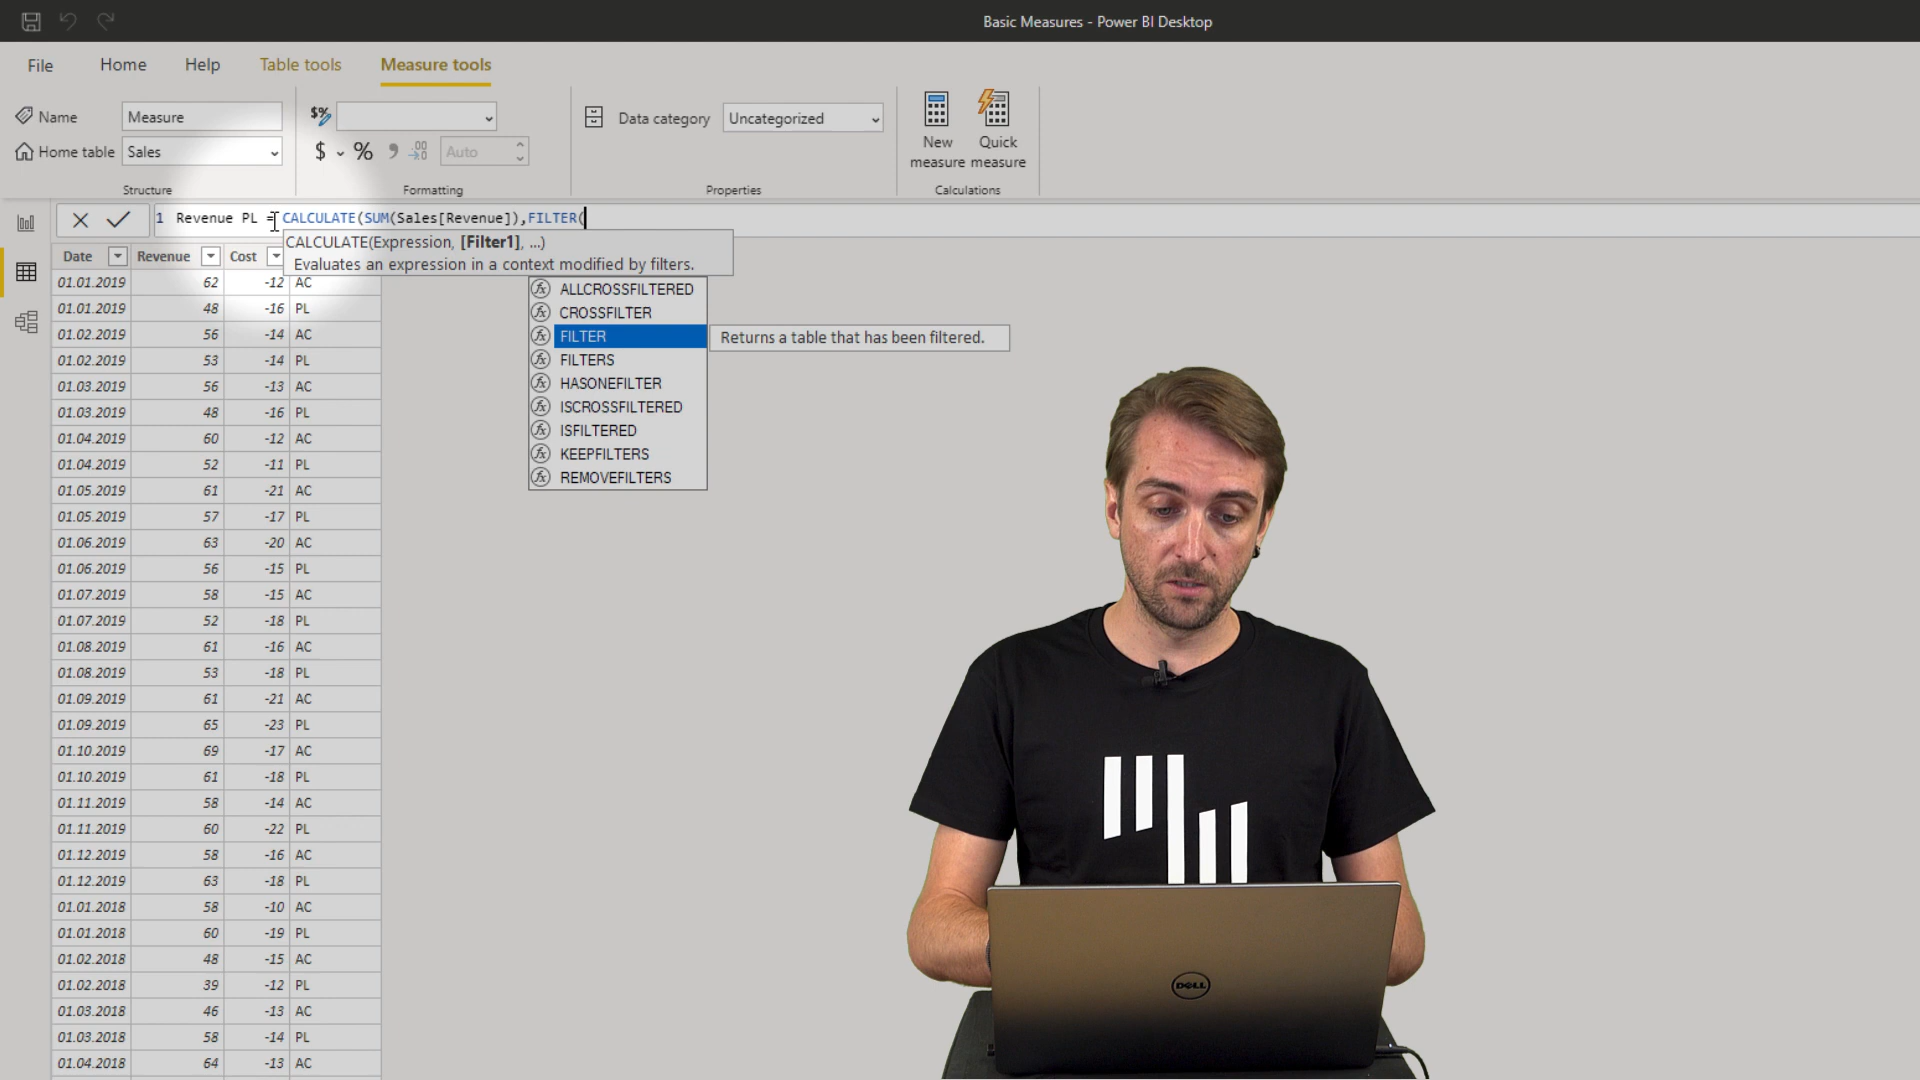 Basic Measures - Power BI Desktop
File Home Help Table tools Measure tools
Name Measure
Home table Sales
Structure
$%
$ % , .00 →.0 Auto
Formatting
Data category Uncategorized
Properties
New measure
Quick measure
Calculations
1 Revenue PL = CALCULATE(SUM(Sales[Revenue]),FILTER(
CALCULATE(Expression, [Filter1], ...)
Evaluates an expression in a context modified by filters.
ALLCROSSFILTERED
CROSSFILTER
FILTER Returns a table that has been filtered.
FILTERS
HASONEFILTER
ISCROSSFILTERED
ISFILTERED
KEEPFILTERS
REMOVEFILTERS
Date Revenue Cost
01.01.2019 62 -12 AC
01.01.2019 48 -16 PL
01.02.2019 56 -14 AC
01.02.2019 53 -14 PL
01.03.2019 56 -13 AC
01.03.2019 48 -16 PL
01.04.2019 60 -12 AC
01.04.2019 52 -11 PL
01.05.2019 61 -21 AC
01.05.2019 57 -17 PL
01.06.2019 63 -20 AC
01.06.2019 56 -15 PL
01.07.2019 58 -15 AC
01.07.2019 52 -18 PL
01.08.2019 61 -16 AC
01.08.2019 53 -18 PL
01.09.2019 61 -21 AC
01.09.2019 65 -23 PL
01.10.2019 69 -17 AC
01.10.2019 61 -18 PL
01.11.2019 58 -14 AC
01.11.2019 60 -22 PL
01.12.2019 58 -16 AC
01.12.2019 63 -18 PL
01.01.2018 58 -10 AC
01.01.2018 60 -19 PL
01.02.2018 48 -15 AC
01.02.2018 39 -12 PL
01.03.2018 46 -13 AC
01.03.2018 58 -14 PL
01.04.2018 64 -13 AC
DELL